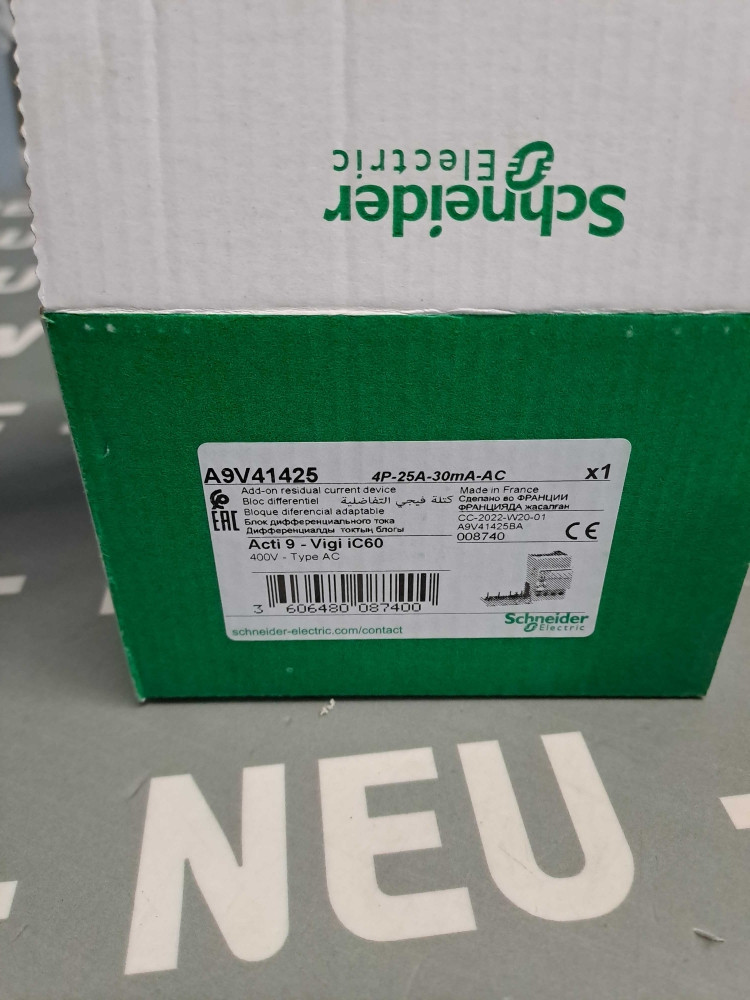 Schneider
Electric
A9V41425 4P-25A-30mA-AC x1
Add-on residual current device
Bloc différentiel كتلة فيجي التفاضلية
Bloque diferencial adaptable
Блок дифференциального тока
Дифференциалды токтың блогы
Made in France
Сделано во ФРАНЦИИ
ФРАНЦИЯДА жасалған
CC-2022-W20-01
A9V41425BA
008740
EAC
CE
Acti 9 - Vigi iC60
400V - Type AC
3 606480 087400
schneider-electric.com/contact
Schneider
Electric
NEU